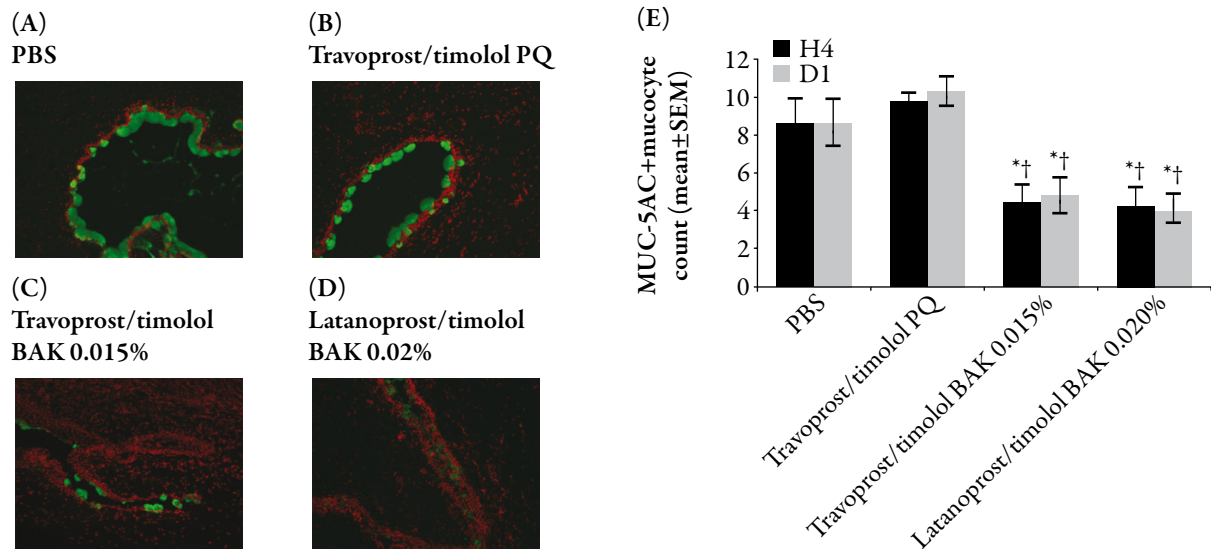 (A)
PBS
(B)
Travoprost/timolol PQ
(C)
Travoprost/timolol
BAK 0.015%
(D)
Latanoprost/timolol
BAK 0.02%
(E)
MUC-5AC+mucocyte
count (mean±SEM)
H4
D1
12
10
8
6
4
2
0
*†
*†
*†
*†
PBS
Travoprost/timolol PQ
Travoprost/timolol BAK 0.015%
Latanoprost/timolol BAK 0.020%